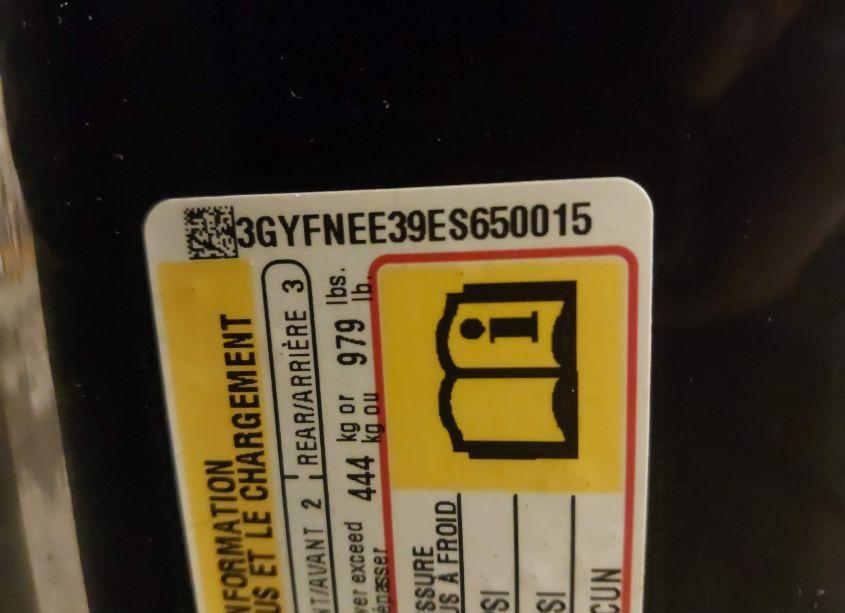 3GYFNEE39ES650015
NFORMATION
US ET LE CHARGEMENT
NT/AVANT 2 REAR/ARRIÈRE 3
ver exceed 444 kg or 979 lbs.
épasser kg ou lb.
ESSURE
US À FROID
SI
SI
CUN
i